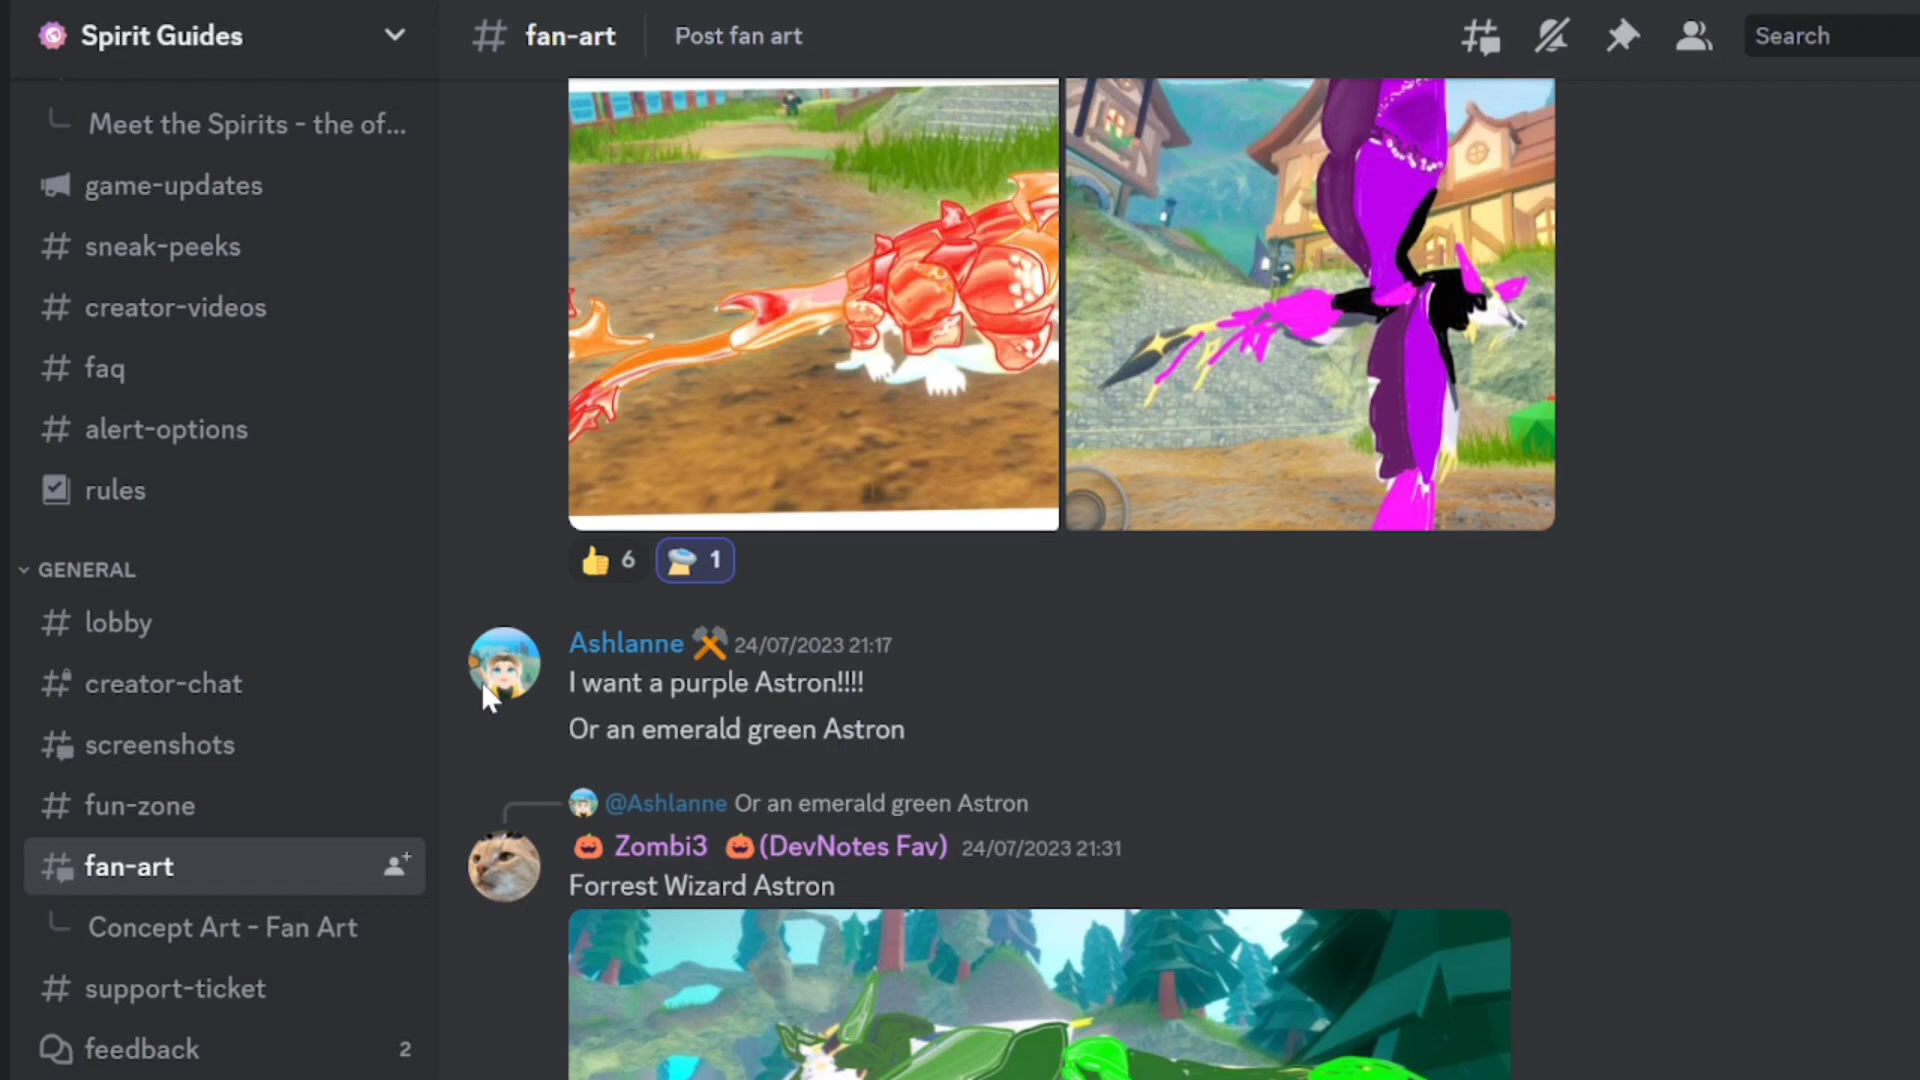 Spirit Guides
fan-art
Post fan art
Search
Meet the Spirits - the of...
game-updates
sneak-peeks
creator-videos
faq
alert-options
rules
GENERAL
lobby
creator-chat
screenshots
fun-zone
fan-art
Concept Art - Fan Art
support-ticket
feedback 2
6 1
Ashlanne 24/07/2023 21:17
I want a purple Astron!!!!
Or an emerald green Astron
@Ashlanne Or an emerald green Astron
Zombi3 (DevNotes Fav) 24/07/2023 21:31
Forrest Wizard Astron